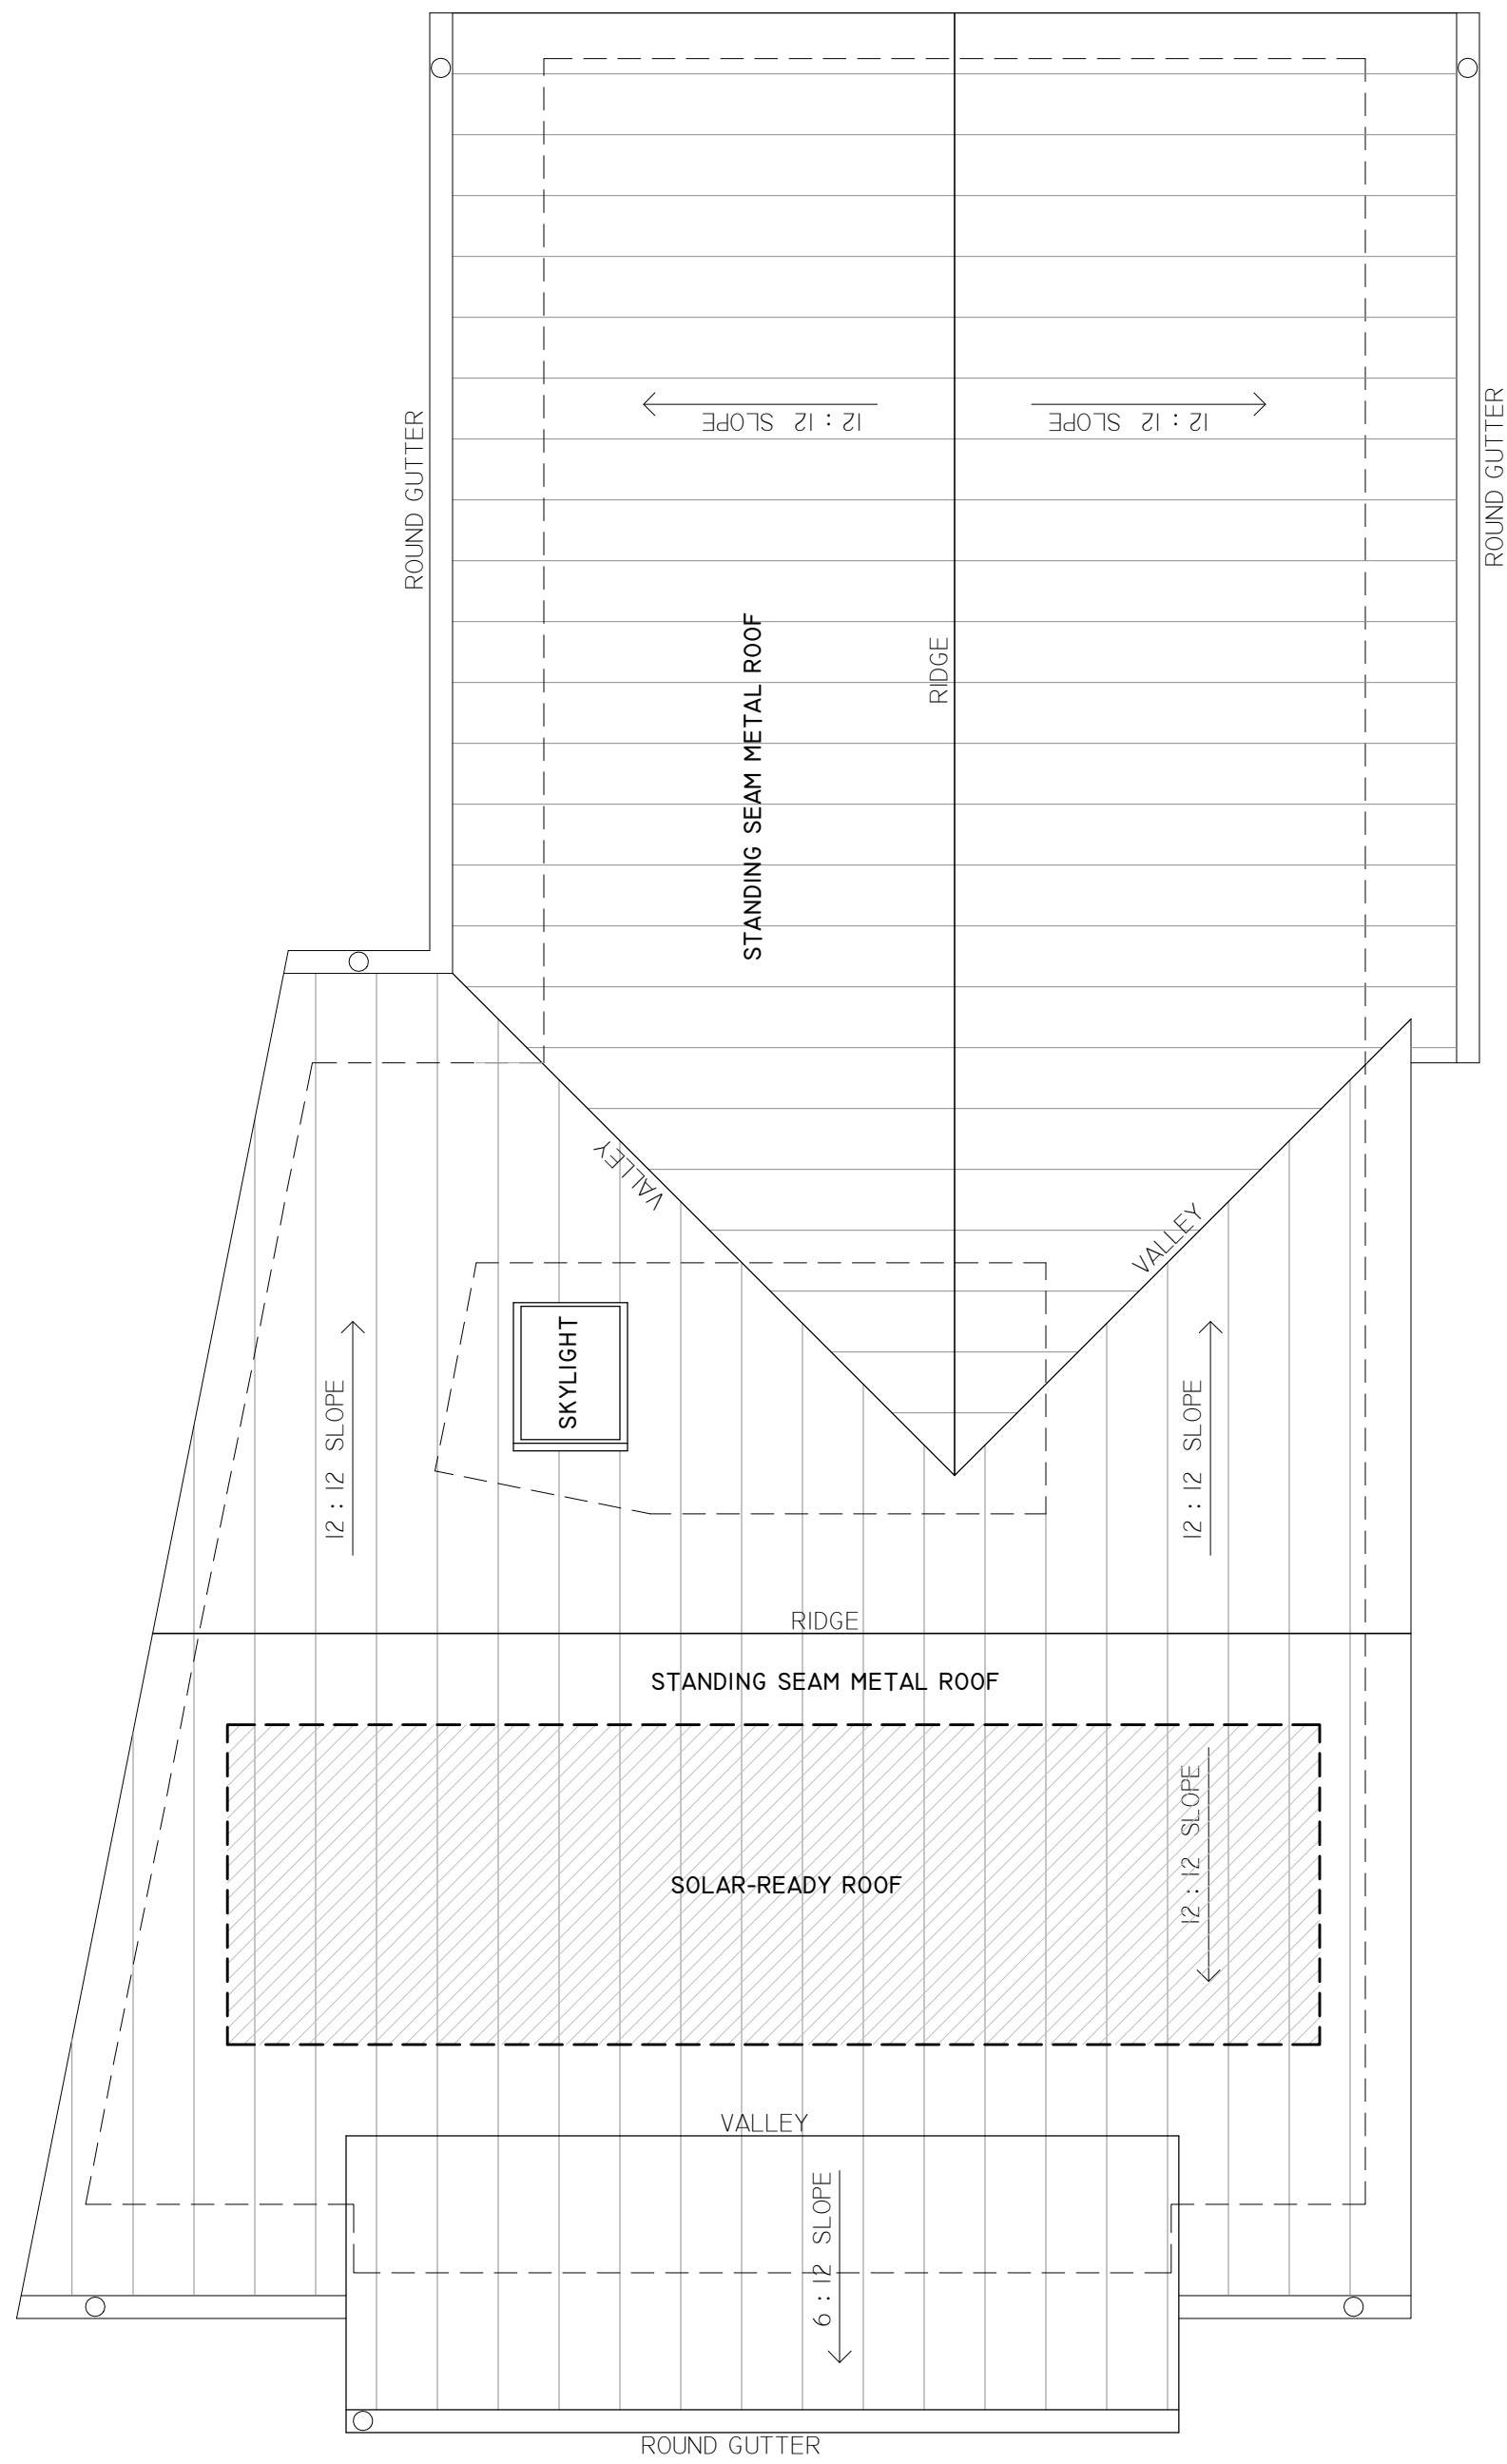 12 : 12 SLOPE
12 : 12 SLOPE
ROUND GUTTER
ROUND GUTTER
RIDGE
STANDING SEAM METAL ROOF
VALLEY
VALLEY
SKYLIGHT
12 : 12 SLOPE
12 : 12 SLOPE
RIDGE
STANDING SEAM METAL ROOF
12 : 12 SLOPE
SOLAR-READY ROOF
VALLEY
6 : 12 SLOPE
ROUND GUTTER